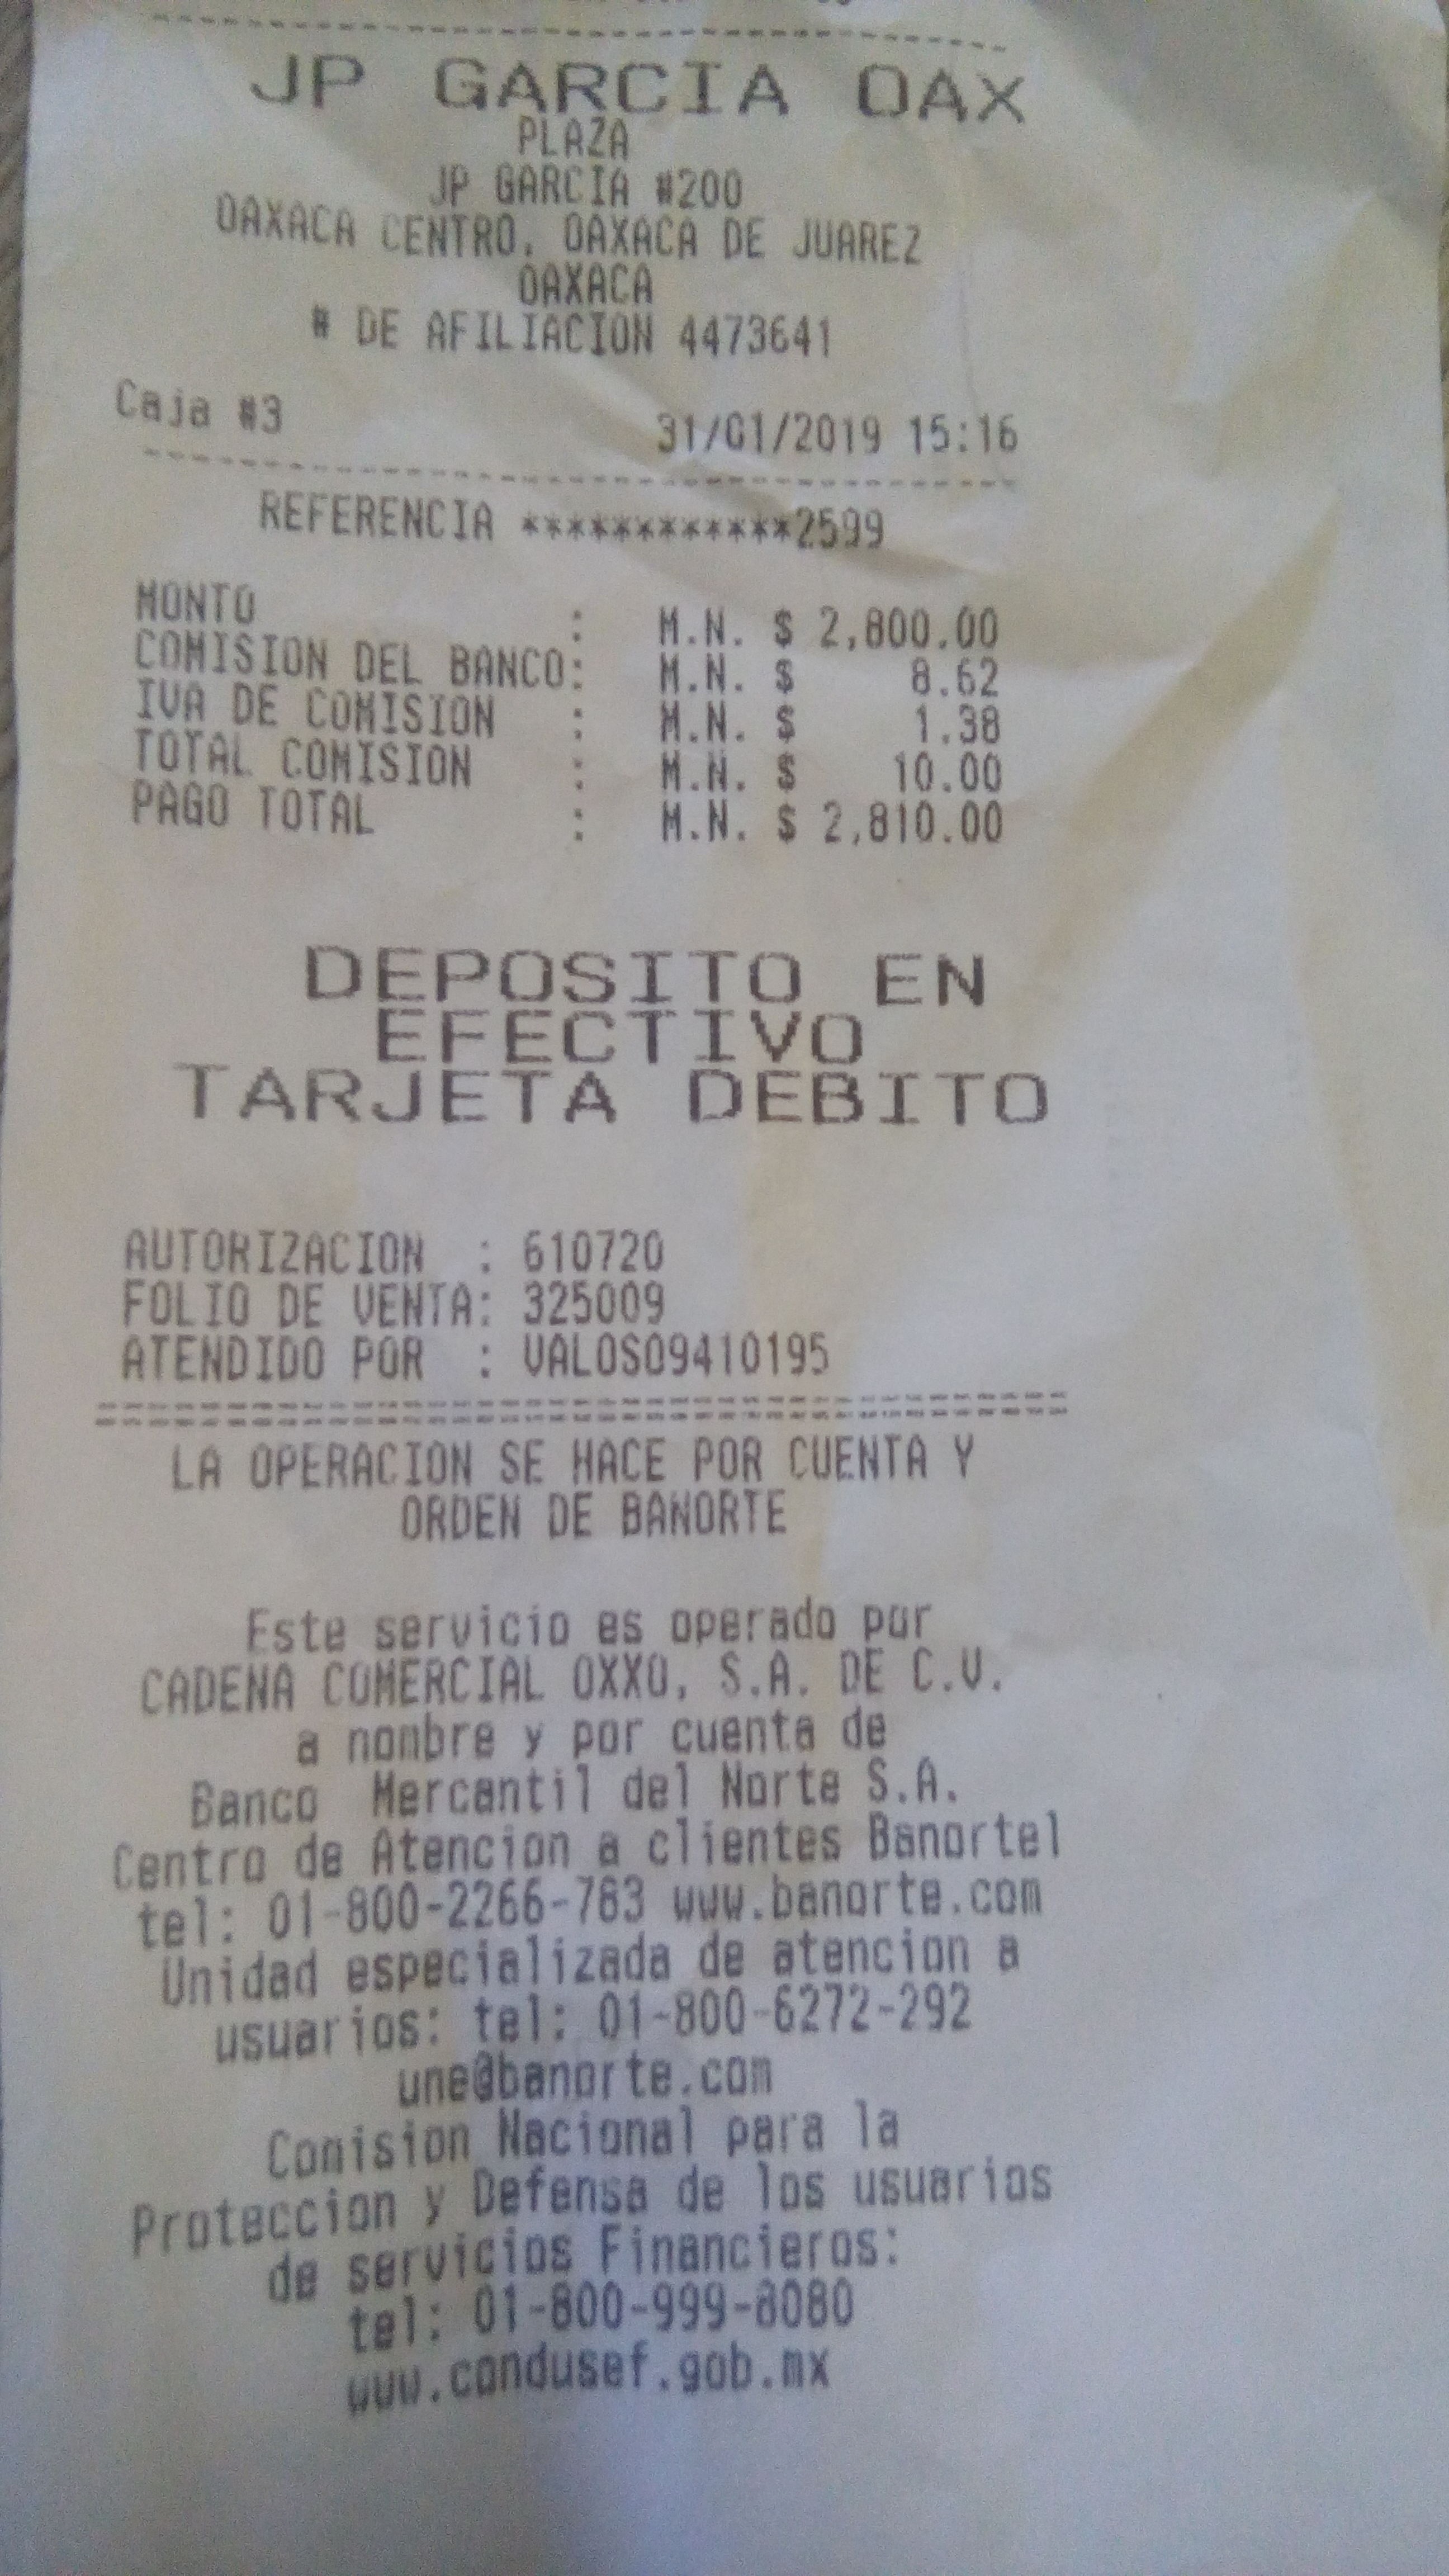 JP GARCIA OAX
PLAZA
JP GARCIA #200
OAXACA CENTRO, OAXACA DE JUAREZ
OAXACA
# DE AFILIACION 4473641
Caja #3 31/01/2019 15:16
REFERENCIA ************2599
MONTO : M.N. $ 2,800.00
COMISION DEL BANCO: M.N. $ 8.62
IVA DE COMISION : M.N. $ 1.38
TOTAL COMISION : M.N. $ 10.00
PAGO TOTAL : M.N. $ 2,810.00
DEPOSITO EN
EFECTIVO
TARJETA DEBITO
AUTORIZACION : 610720
FOLIO DE VENTA: 325009
ATENDIDO POR : VALOS09410195
LA OPERACION SE HACE POR CUENTA Y
ORDEN DE BANORTE
Este servicio es operado por
CADENA COMERCIAL OXXO, S.A. DE C.V.
a nombre y por cuenta de
Banco Mercantil del Norte S.A.
Centro de Atencion a clientes Banortel
tel: 01-800-2266-783 www.banorte.com
Unidad especializada de atencion a
usuarios: tel: 01-800-6272-292
une@banorte.com
Comision Nacional para la
Proteccion y Defensa de los usuarios
de servicios Financieros:
tel: 01-800-999-8080
www.condusef.gob.mx